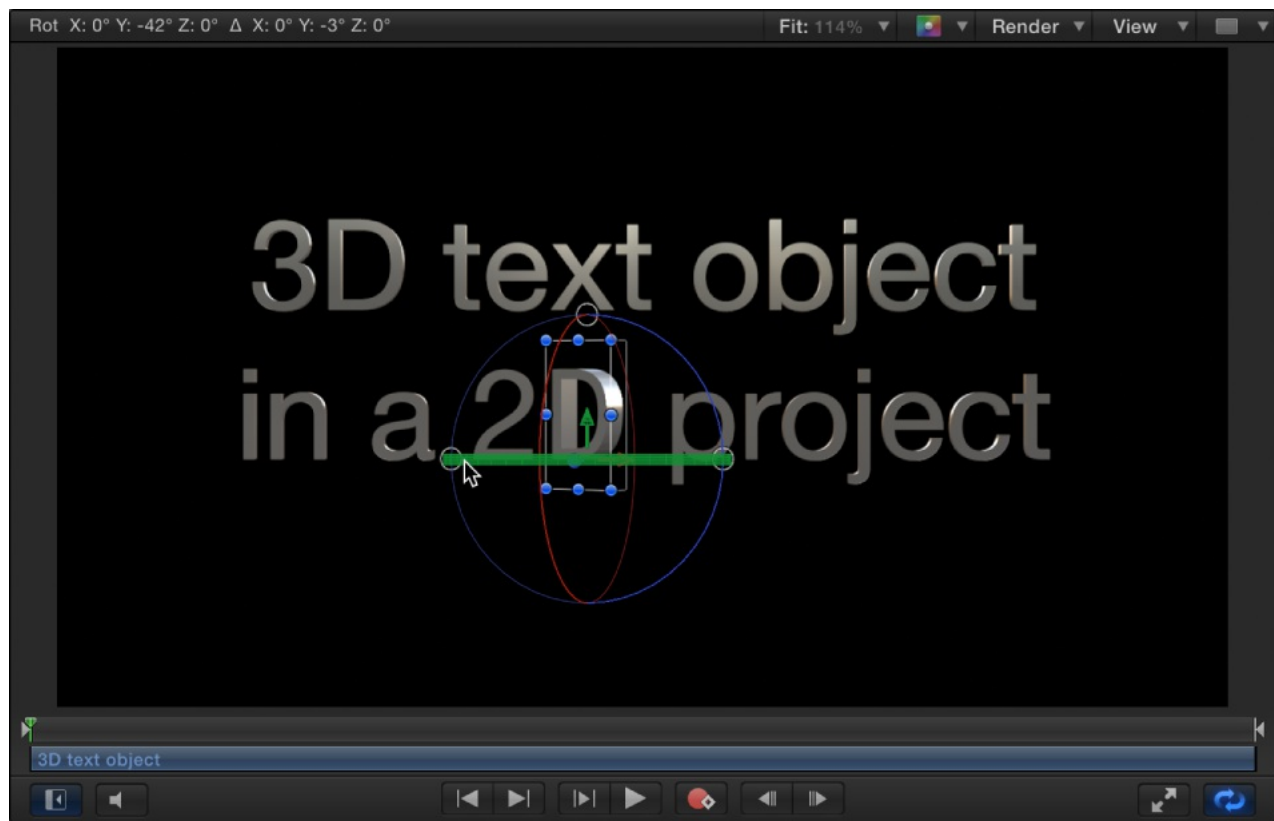 Rot X: 0° Y: -42° Z: 0° Δ X: 0° Y: -3° Z: 0°
Fit: 114% Render View
3D text object
in a 2D project
3D text object